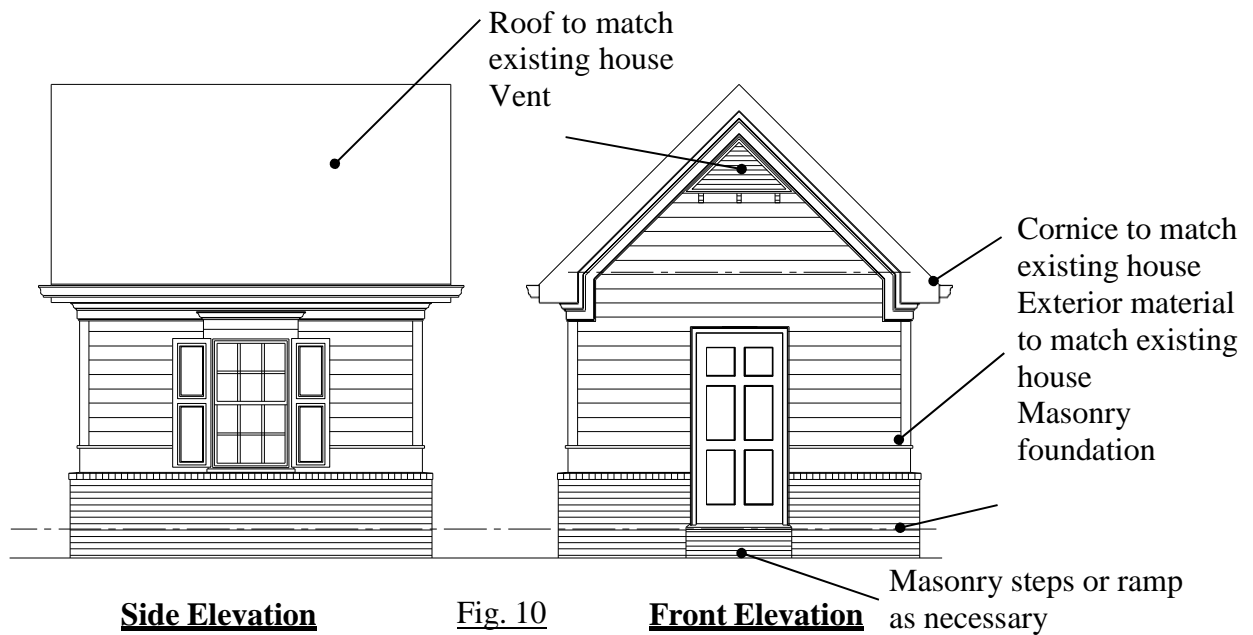 Roof to match
existing house
Vent
Cornice to match
existing house
Exterior material
to match existing
house
Masonry
foundation
Masonry steps or ramp
as necessary
Side Elevation
Fig. 10
Front Elevation